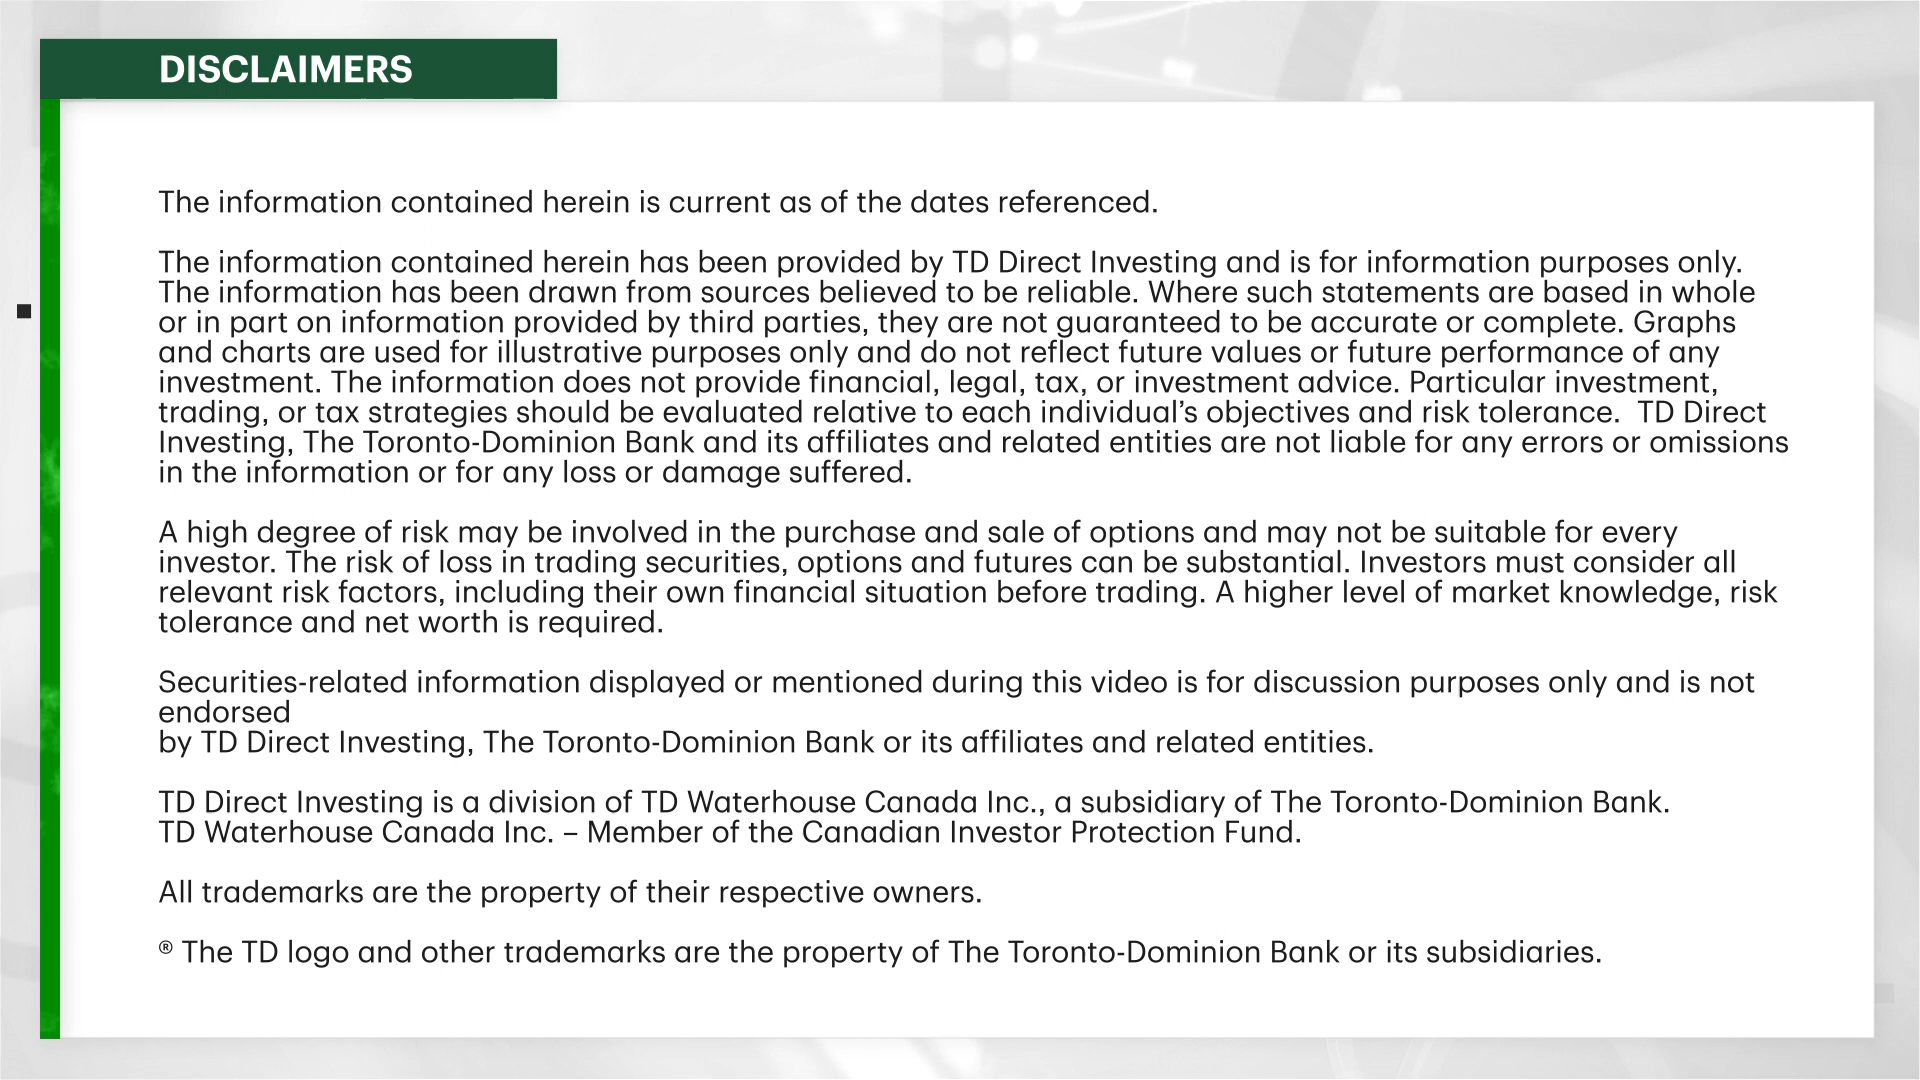 DISCLAIMERS
The information contained herein is current as of the dates referenced.
The information contained herein has been provided by TD Direct Investing and is for information purposes only.
The information has been drawn from sources believed to be reliable. Where such statements are based in whole
or in part on information provided by third parties, they are not guaranteed to be accurate or complete. Graphs
and charts are used for illustrative purposes only and do not reflect future values or future performance of any
investment. The information does not provide financial, legal, tax, or investment advice. Particular investment,
trading, or tax strategies should be evaluated relative to each individual’s objectives and risk tolerance.  TD Direct
Investing, The Toronto-Dominion Bank and its affiliates and related entities are not liable for any errors or omissions
in the information or for any loss or damage suffered.
A high degree of risk may be involved in the purchase and sale of options and may not be suitable for every
investor. The risk of loss in trading securities, options and futures can be substantial. Investors must consider all
relevant risk factors, including their own financial situation before trading. A higher level of market knowledge, risk
tolerance and net worth is required.
Securities-related information displayed or mentioned during this video is for discussion purposes only and is not
endorsed
by TD Direct Investing, The Toronto-Dominion Bank or its affiliates and related entities.
TD Direct Investing is a division of TD Waterhouse Canada Inc., a subsidiary of The Toronto-Dominion Bank.
TD Waterhouse Canada Inc. – Member of the Canadian Investor Protection Fund.
All trademarks are the property of their respective owners.
® The TD logo and other trademarks are the property of The Toronto-Dominion Bank or its subsidiaries.